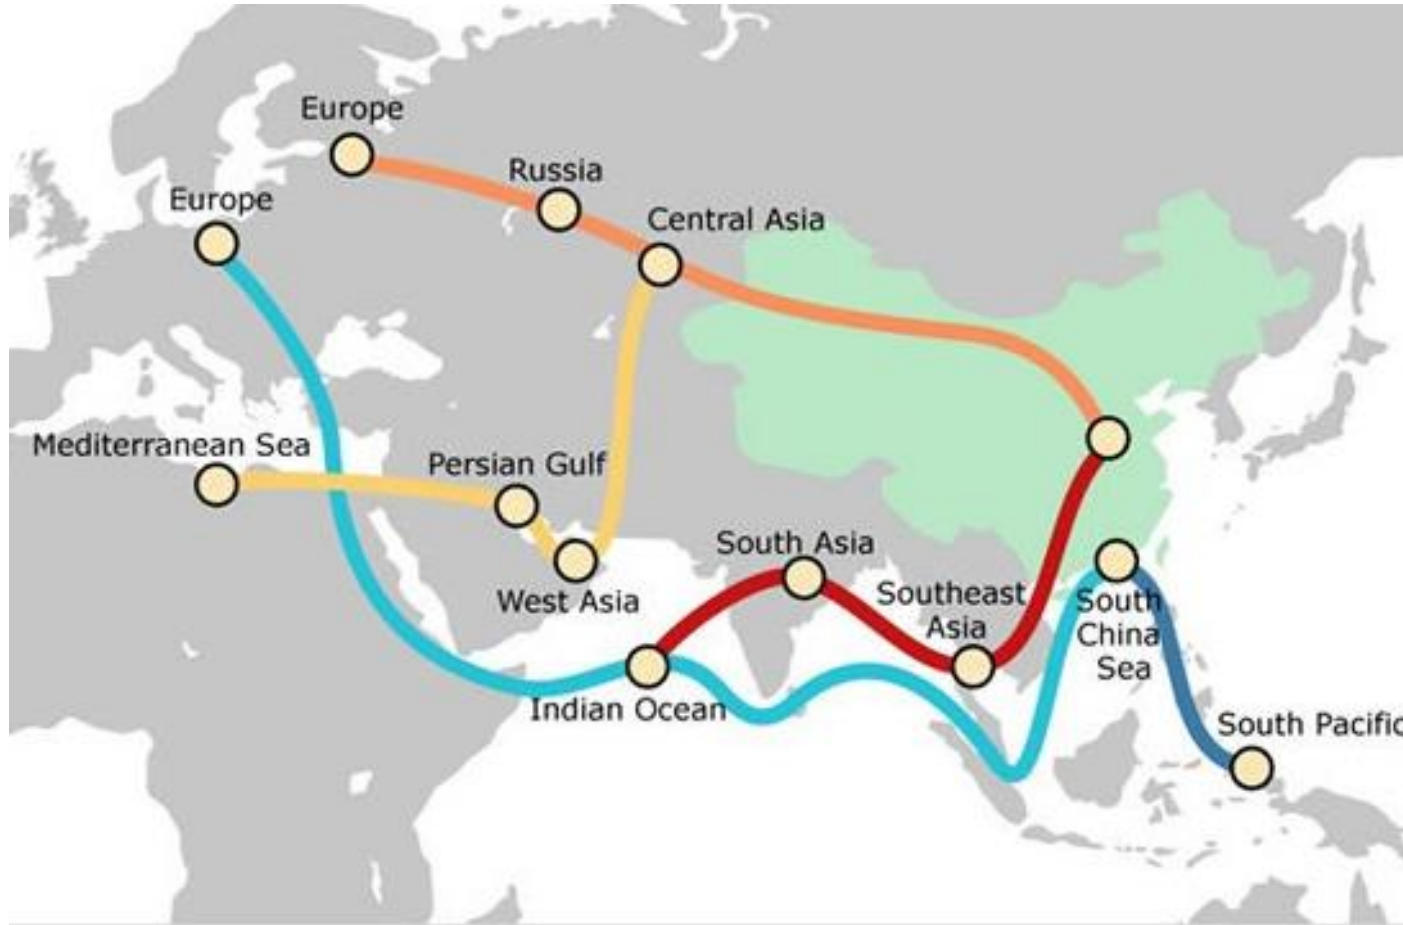 Europe
Russia
Europe
Central Asia
Mediterranean Sea
Persian Gulf
South Asia
West Asia
Southeast
Asia
South
China
Sea
Indian Ocean
South Pacific